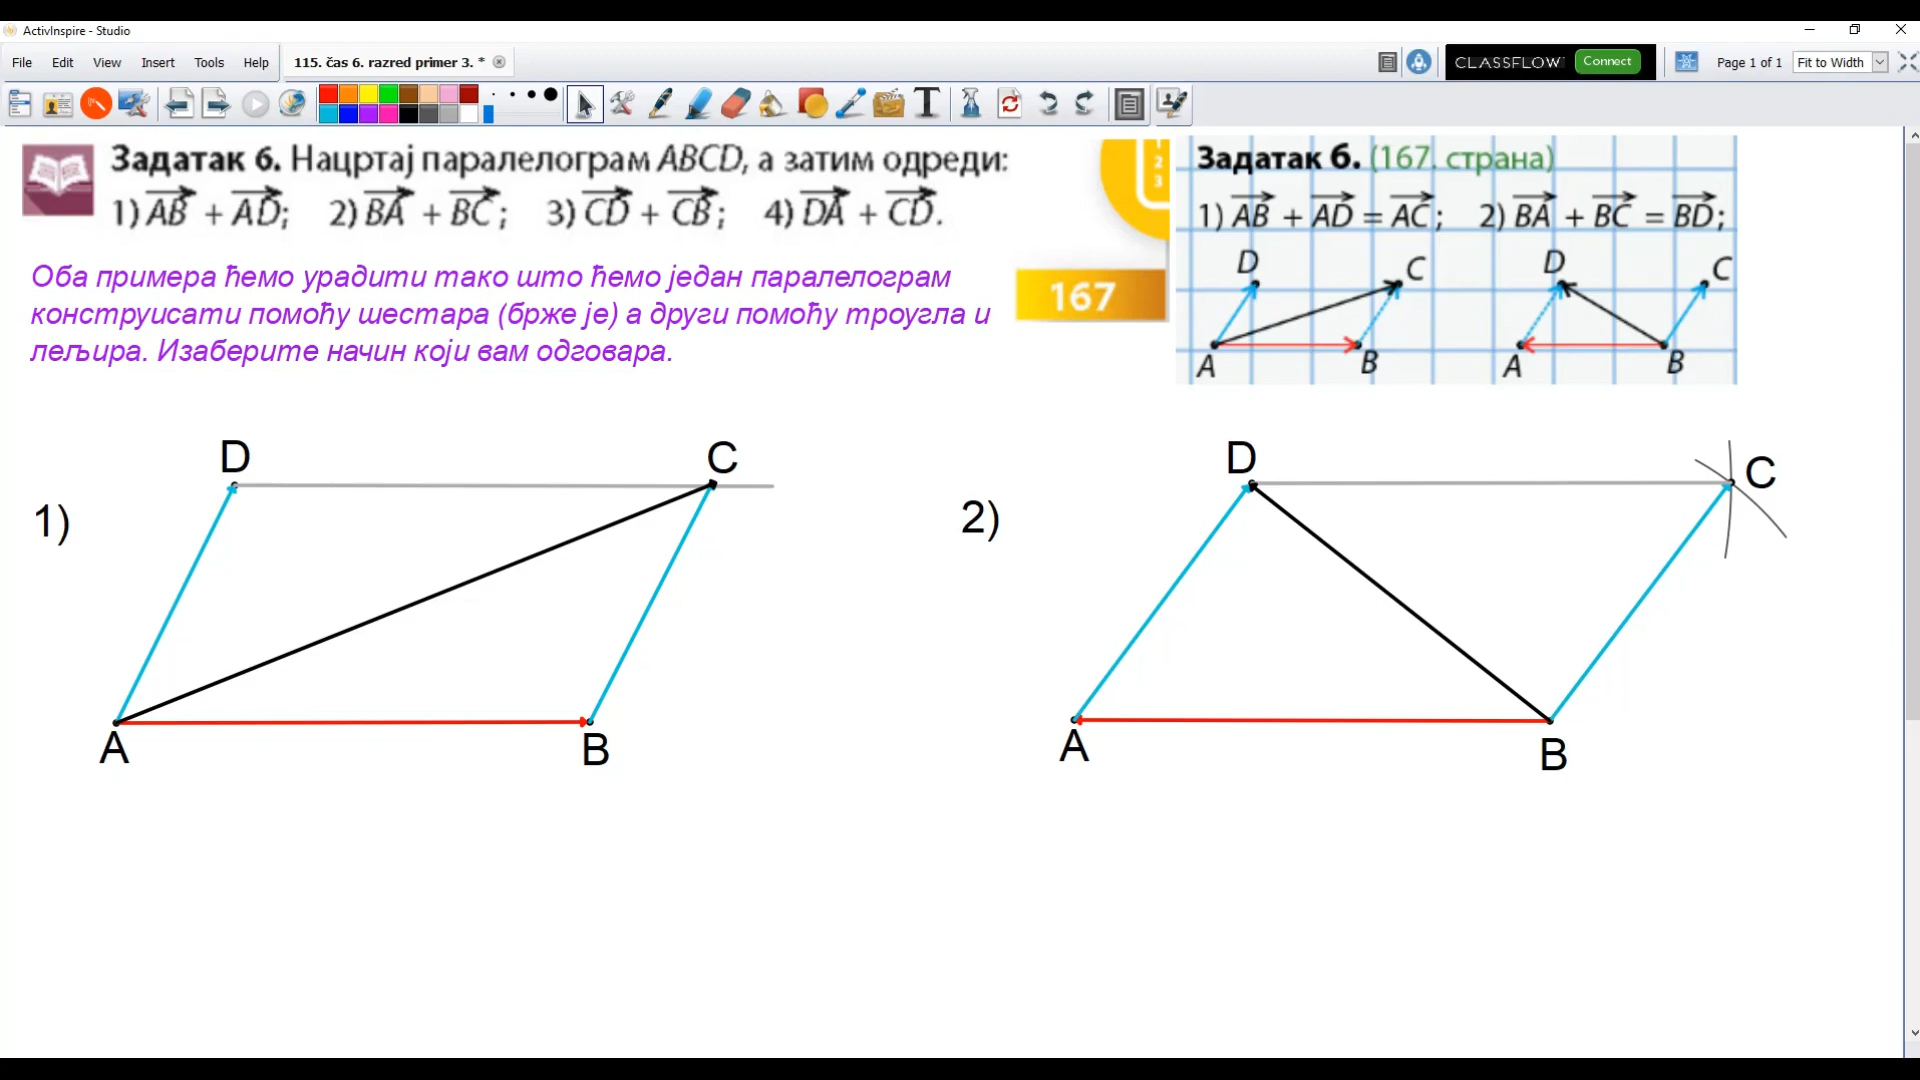 ActivInspire - Studio
File Edit View Insert Tools Help
115. čas 6. razred primer 3. *
CLASSFLOW Connect
Page 1 of 1
Fit to Width
Задатак 6. Нацртај паралелограм ABCD, а затим одреди:
1) AB + AD; 2) BA + BC; 3) CD + CB; 4) DA + CD.
Оба примера ћемо урадити тако што ћемо један паралелограм
конструисати помоћу шестара (брже је) а други помоћу троугла и
лељира. Изаберите начин који вам одговара.
1
2
3
167
Задатак 6. (167. страна)
1) AB + AD = AC; 2) BA + BC = BD;
D C D C
A B A B
D C
1)
A B
D C
2)
A B